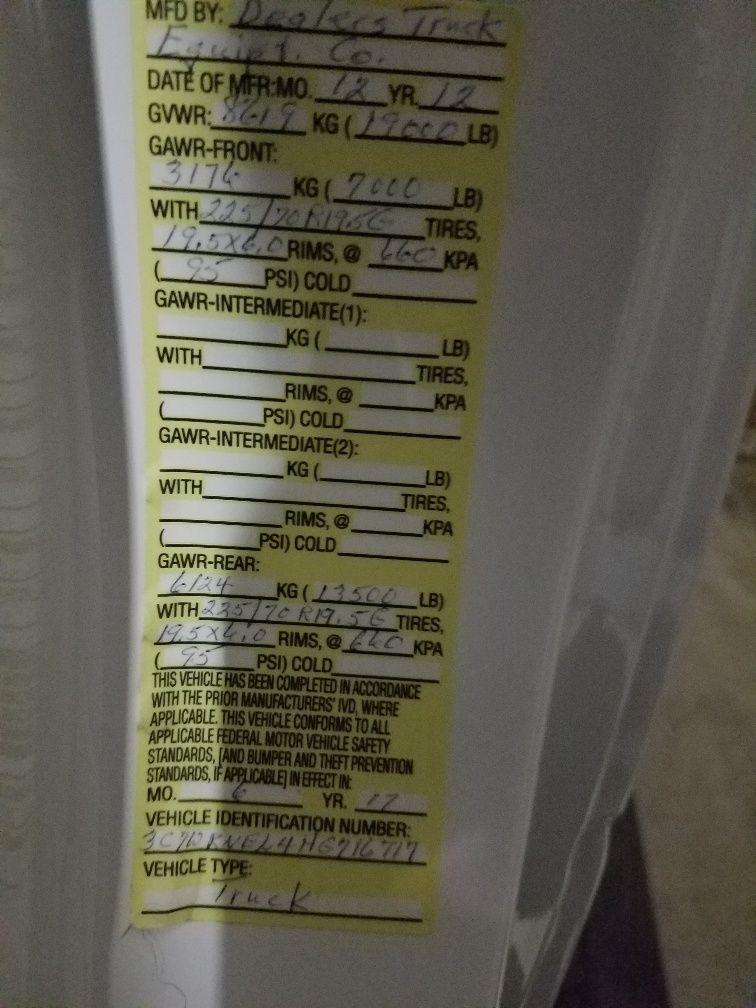 MFD BY: Dealers Truck
Equipt. Co.
DATE OF MFR:MO. 12 YR. 12
GVWR: 8619 KG ( 19000 LB)
GAWR-FRONT:
3174 KG ( 7000 LB)
WITH 225/70R19.5G TIRES,
19.5X6.0 RIMS, @ 660 KPA
( 95 PSI) COLD
GAWR-INTERMEDIATE(1):
KG ( LB)
WITH TIRES,
RIMS, @ KPA
( PSI) COLD
GAWR-INTERMEDIATE(2):
KG ( LB)
WITH TIRES,
RIMS, @ KPA
( PSI) COLD
GAWR-REAR:
6124 KG ( 13500 LB)
WITH 225/70R19.5G TIRES,
19.5X6.0 RIMS, @ 660 KPA
( 95 PSI) COLD
THIS VEHICLE HAS BEEN COMPLETED IN ACCORDANCE
WITH THE PRIOR MANUFACTURERS' IVD, WHERE
APPLICABLE. THIS VEHICLE CONFORMS TO ALL
APPLICABLE FEDERAL MOTOR VEHICLE SAFETY
STANDARDS, [AND BUMPER AND THEFT PREVENTION
STANDARDS, IF APPLICABLE] IN EFFECT IN:
MO. 6 YR. 17
VEHICLE IDENTIFICATION NUMBER:
VEHICLE TYPE:
Truck